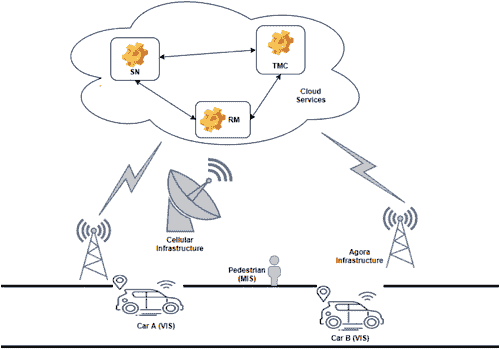 SN
TMC
Cloud
Services
RM
Cellular
Infrastructure
Agora
Infrastructure
Pedestrian
(MIS)
Car A (VIS)
Car B (VIS)